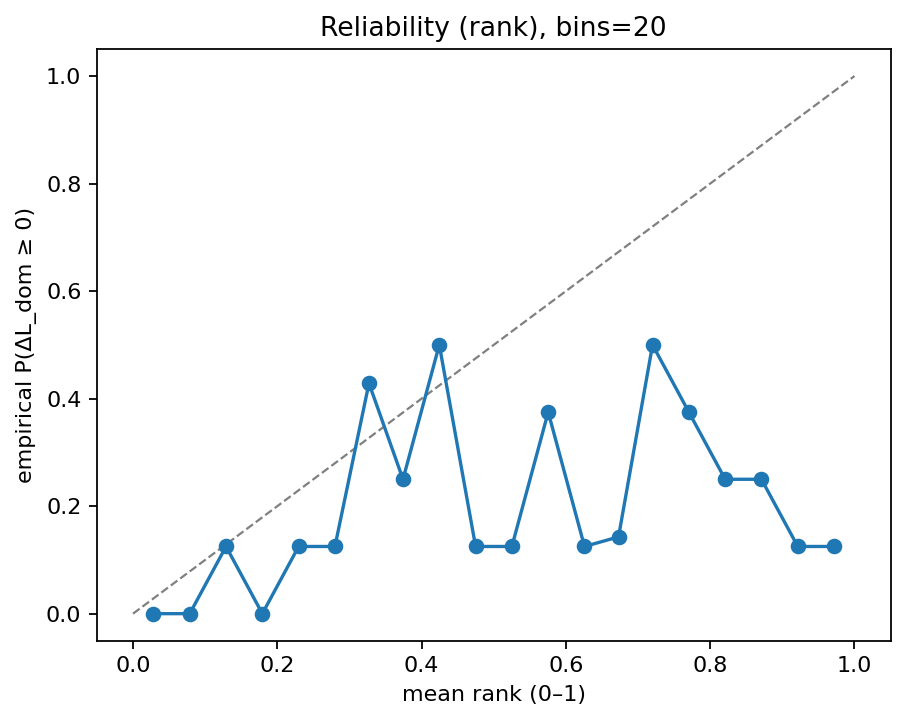 Reliability (rank), bins=20
empirical P(ΔL_dom ≥ 0)
1.0
0.8
0.6
0.4
0.2
0.0
0.0 0.2 0.4 0.6 0.8 1.0
mean rank (0–1)